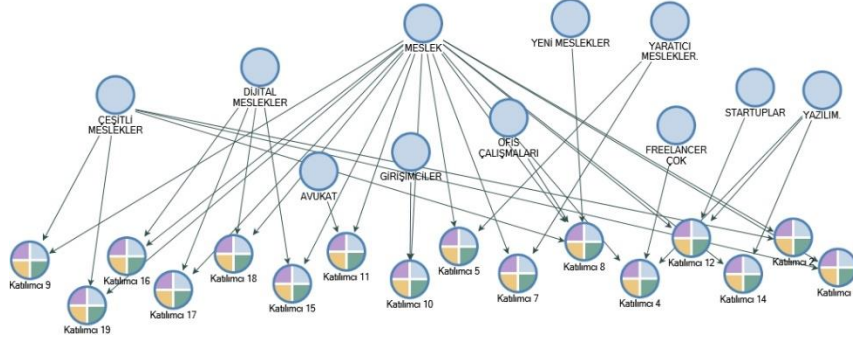 MESLEK
YENİ MESLEKLER
YARATICI
MESLEKLER.
DİJİTAL
MESLEKLER
ÇEŞİTLİ
MESLEKLER
STARTUPLAR
YAZILIM.
OFİS
ÇALIŞMALARI
FREELANCER
ÇOK
AVUKAT
GİRİŞİMCİLER
Katılımcı 9
Katılımcı 16
Katılımcı 18
Katılımcı 11
Katılımcı 5
Katılımcı 8
Katılımcı 12
Katılımcı 2
Katılımcı 19
Katılımcı 17
Katılımcı 15
Katılımcı 10
Katılımcı 7
Katılımcı 4
Katılımcı 14
Katılımcı